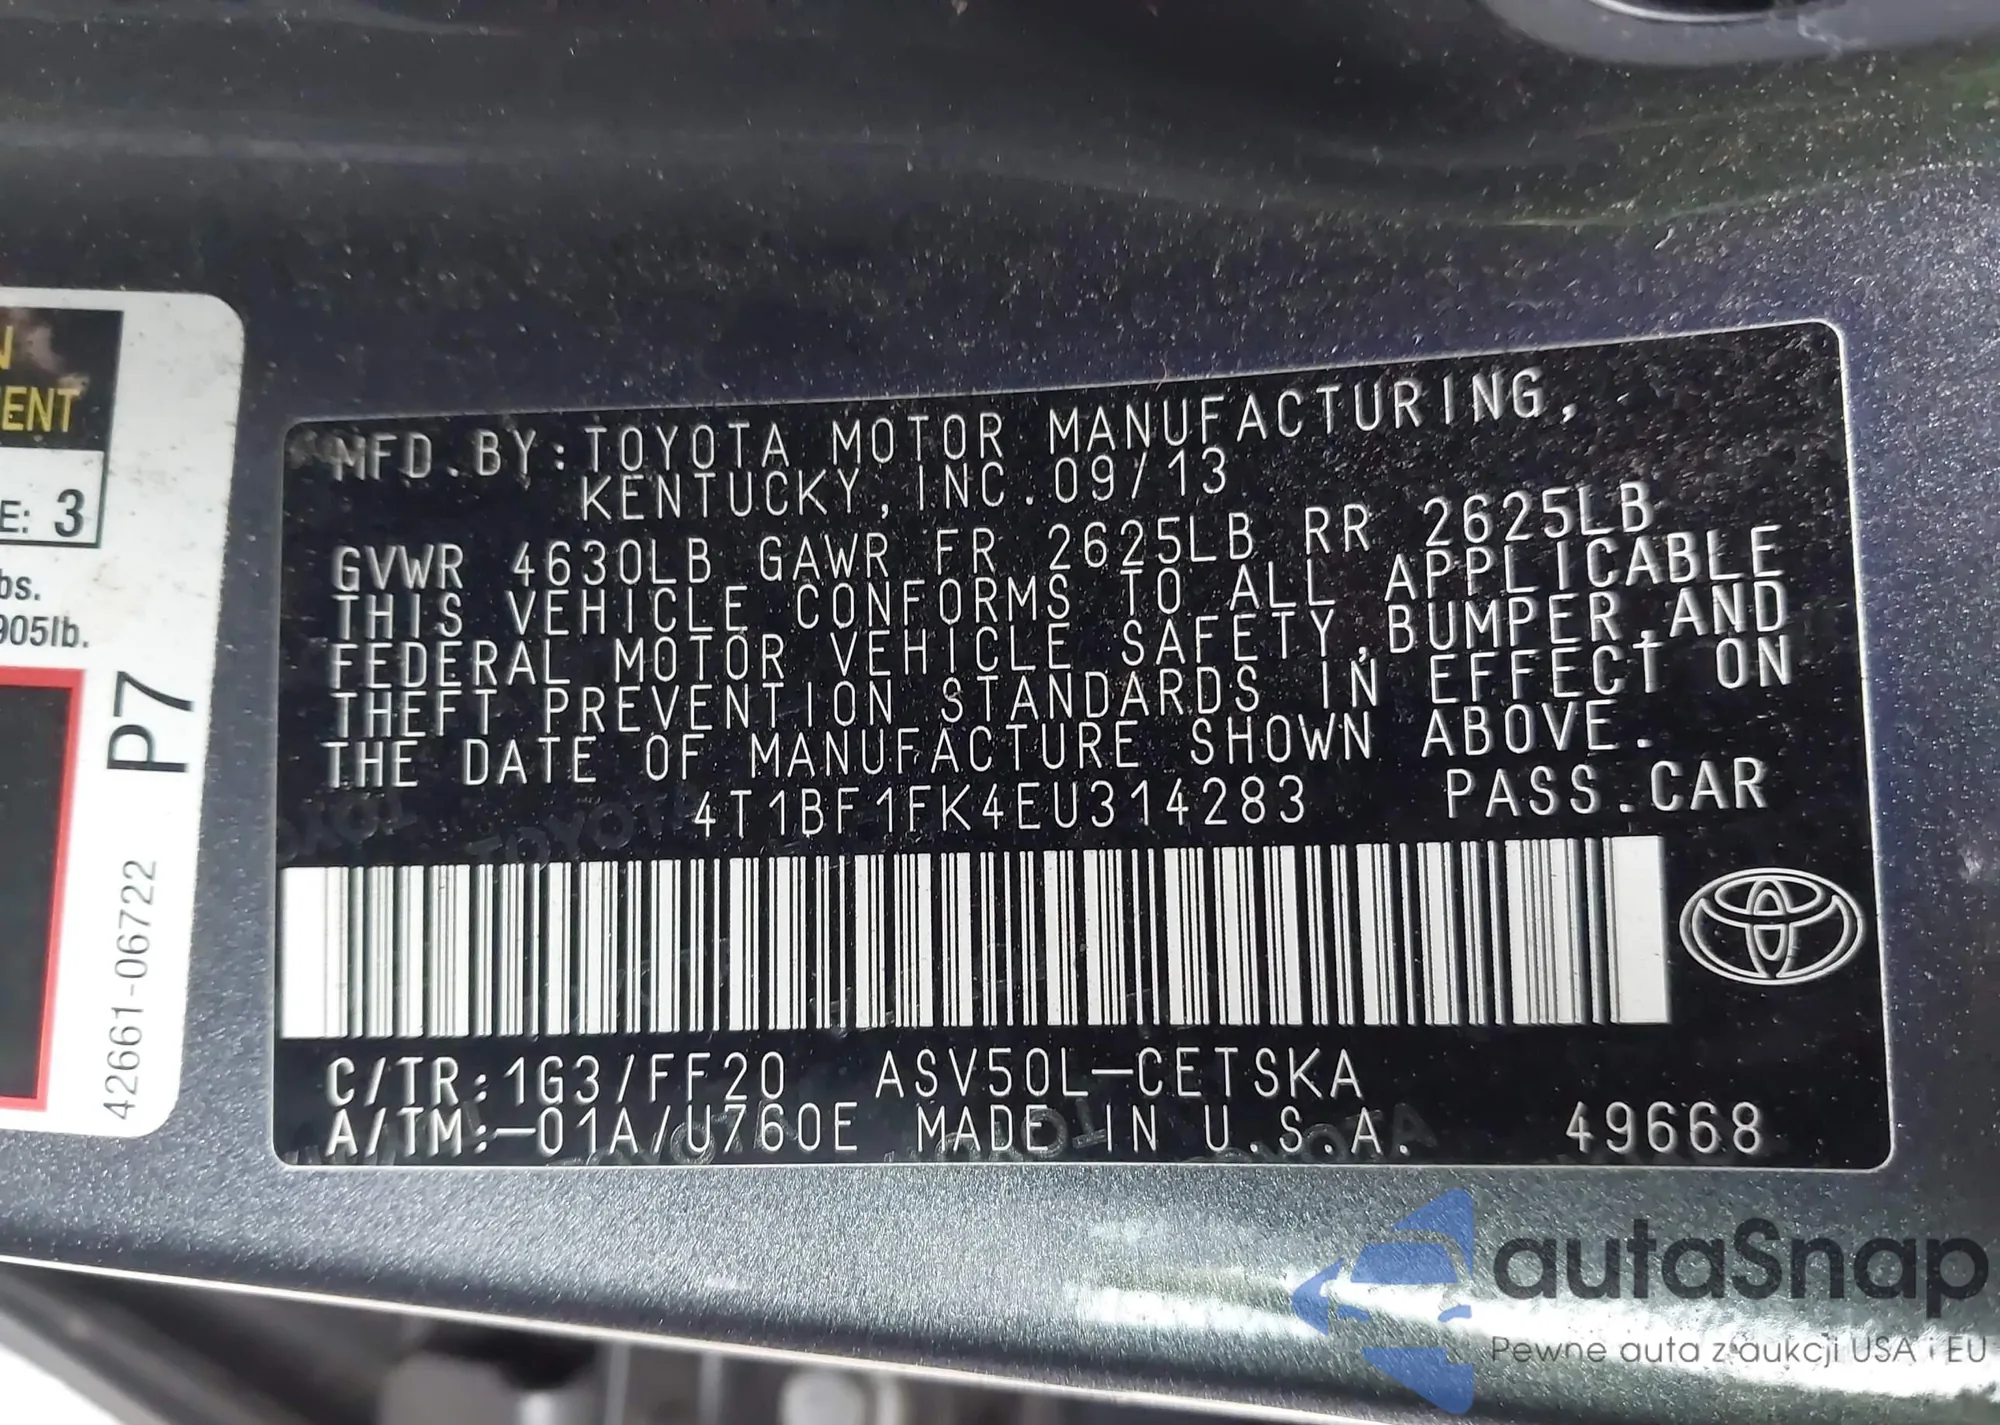 N
ENT
E: 3
bs.
905lb.
P7
42661-06722
MFD.BY:TOYOTA MOTOR MANUFACTURING,
KENTUCKY,INC.09/13
GVWR 4630LB GAWR FR 2625LB RR 2625LB
THIS VEHICLE CONFORMS TO ALL APPLICABLE
FEDERAL MOTOR VEHICLE SAFETY,BUMPER,AND
THEFT PREVENTION STANDARDS IN EFFECT ON
THE DATE OF MANUFACTURE SHOWN ABOVE.
4T1BF1FK4EU314283 PASS.CAR
C/TR:1G3/FF20 ASV50L-CETSKA
A/TM:-01A/U760E MADE IN U.S.A. 49668
autaSnap
Pewne auta z aukcji USA i EU